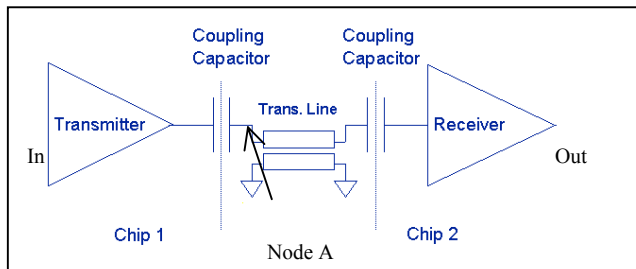 Coupling
Capacitor
Coupling
Capacitor
Trans. Line
Transmitter
Receiver
In
Out
Chip 1
Chip 2
Node A